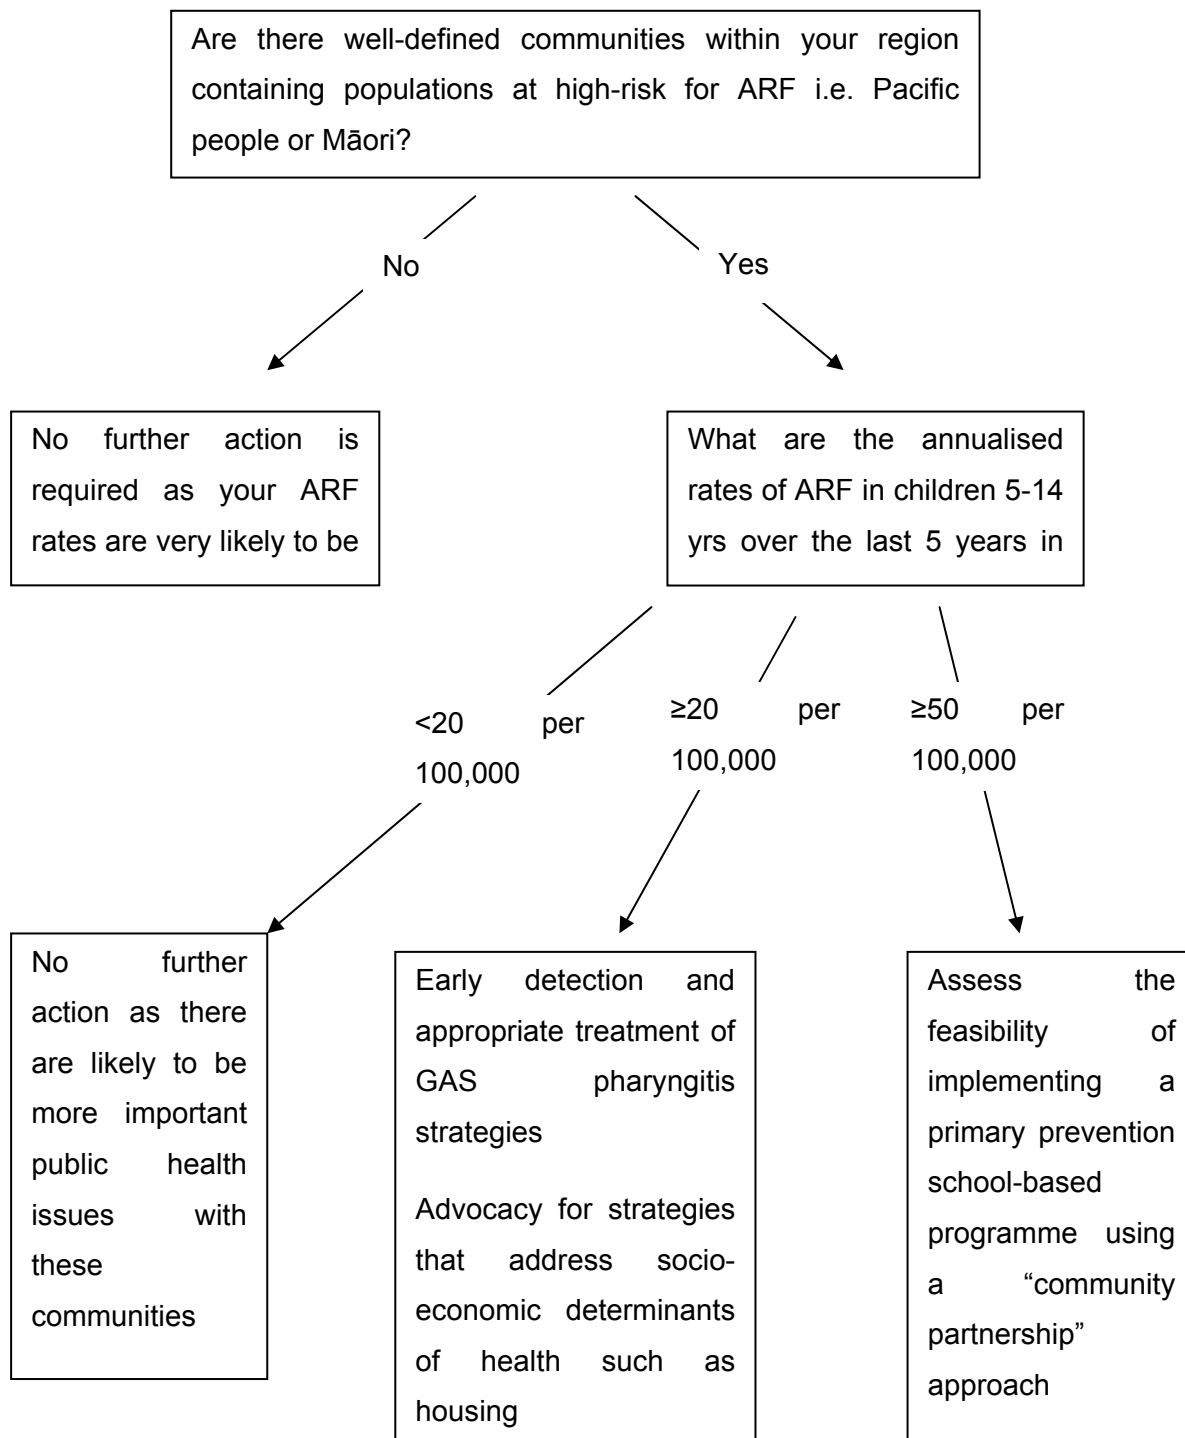 Are there well-defined communities within your region
containing populations at high-risk for ARF i.e. Pacific
people or Māori?
No
Yes
No further action is
required as your ARF
rates are very likely to be
What are the annualised
rates of ARF in children 5-14
yrs over the last 5 years in
<20 per
100,000
≥20 per
100,000
≥50 per
100,000
No further
action as there
are likely to be
more important
public health
issues with
these
communities
Early detection and
appropriate treatment of
GAS pharyngitis
strategies
Advocacy for strategies
that address socio-
economic determinants
of health such as
housing
Assess the
feasibility of
implementing a
primary prevention
school-based
programme using
a “community
partnership”
approach